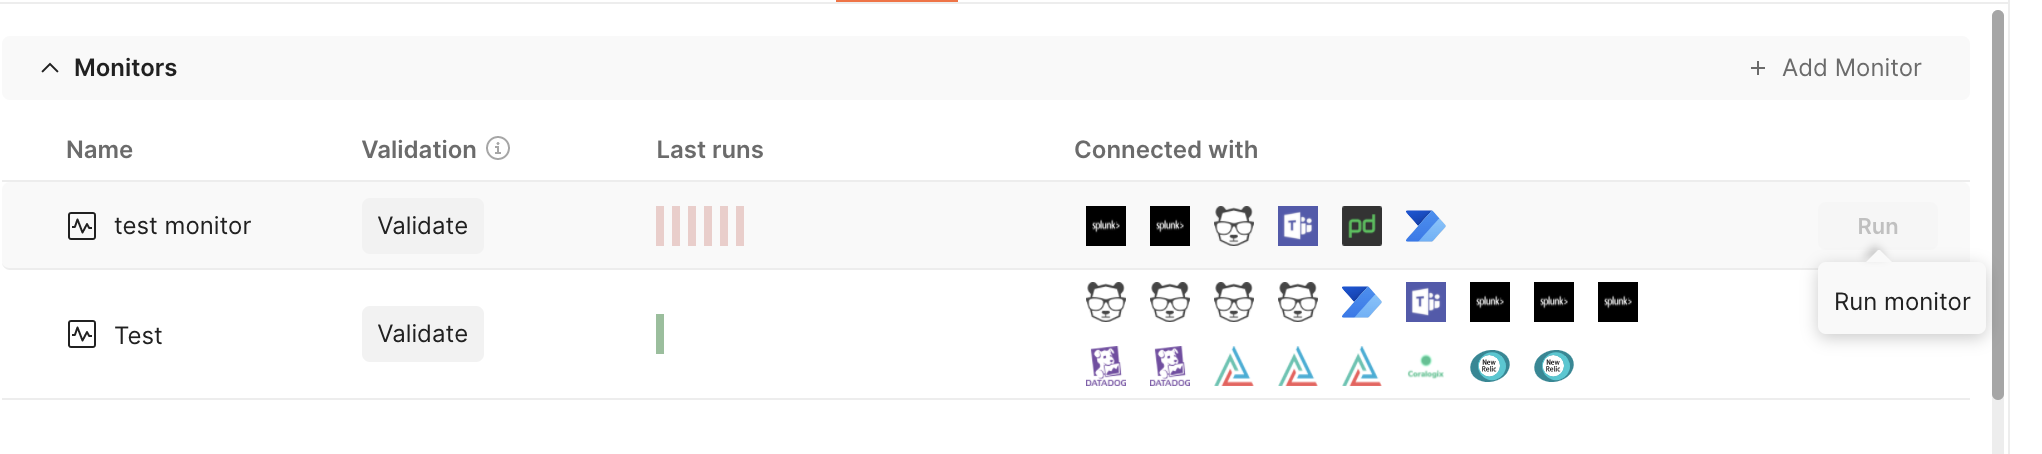 Monitors
+ Add Monitor
Name Validation Last runs Connected with
test monitor Validate splunk> splunk> T pd Run
Run monitor
Test Validate T splunk> splunk> splunk>
DATADOG DATADOG Coralogix New Relic New Relic